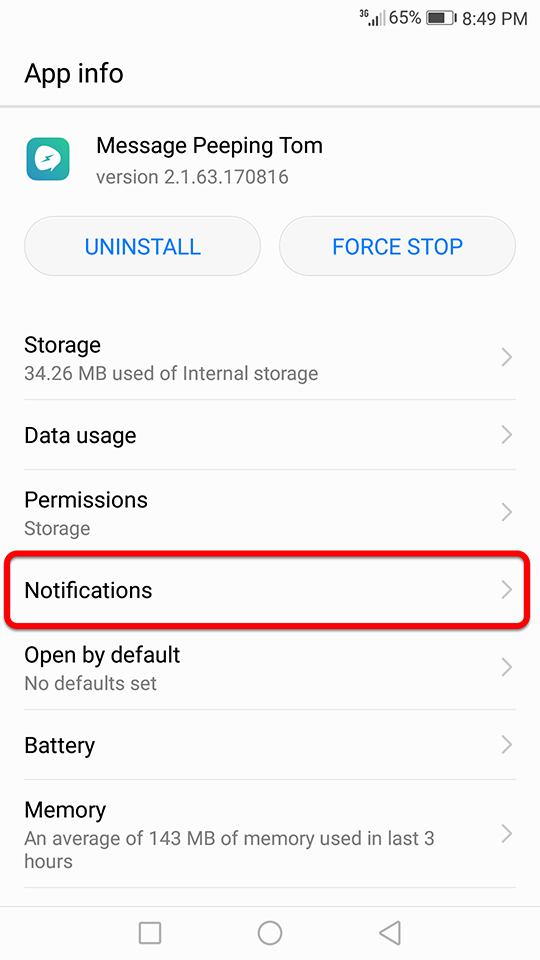 3G 65% 8:49 PM
App info
Message Peeping Tom
version 2.1.63.170816
UNINSTALL FORCE STOP
Storage
34.26 MB used of Internal storage
Data usage
Permissions
Storage
Notifications
Open by default
No defaults set
Battery
Memory
An average of 143 MB of memory used in last 3
hours